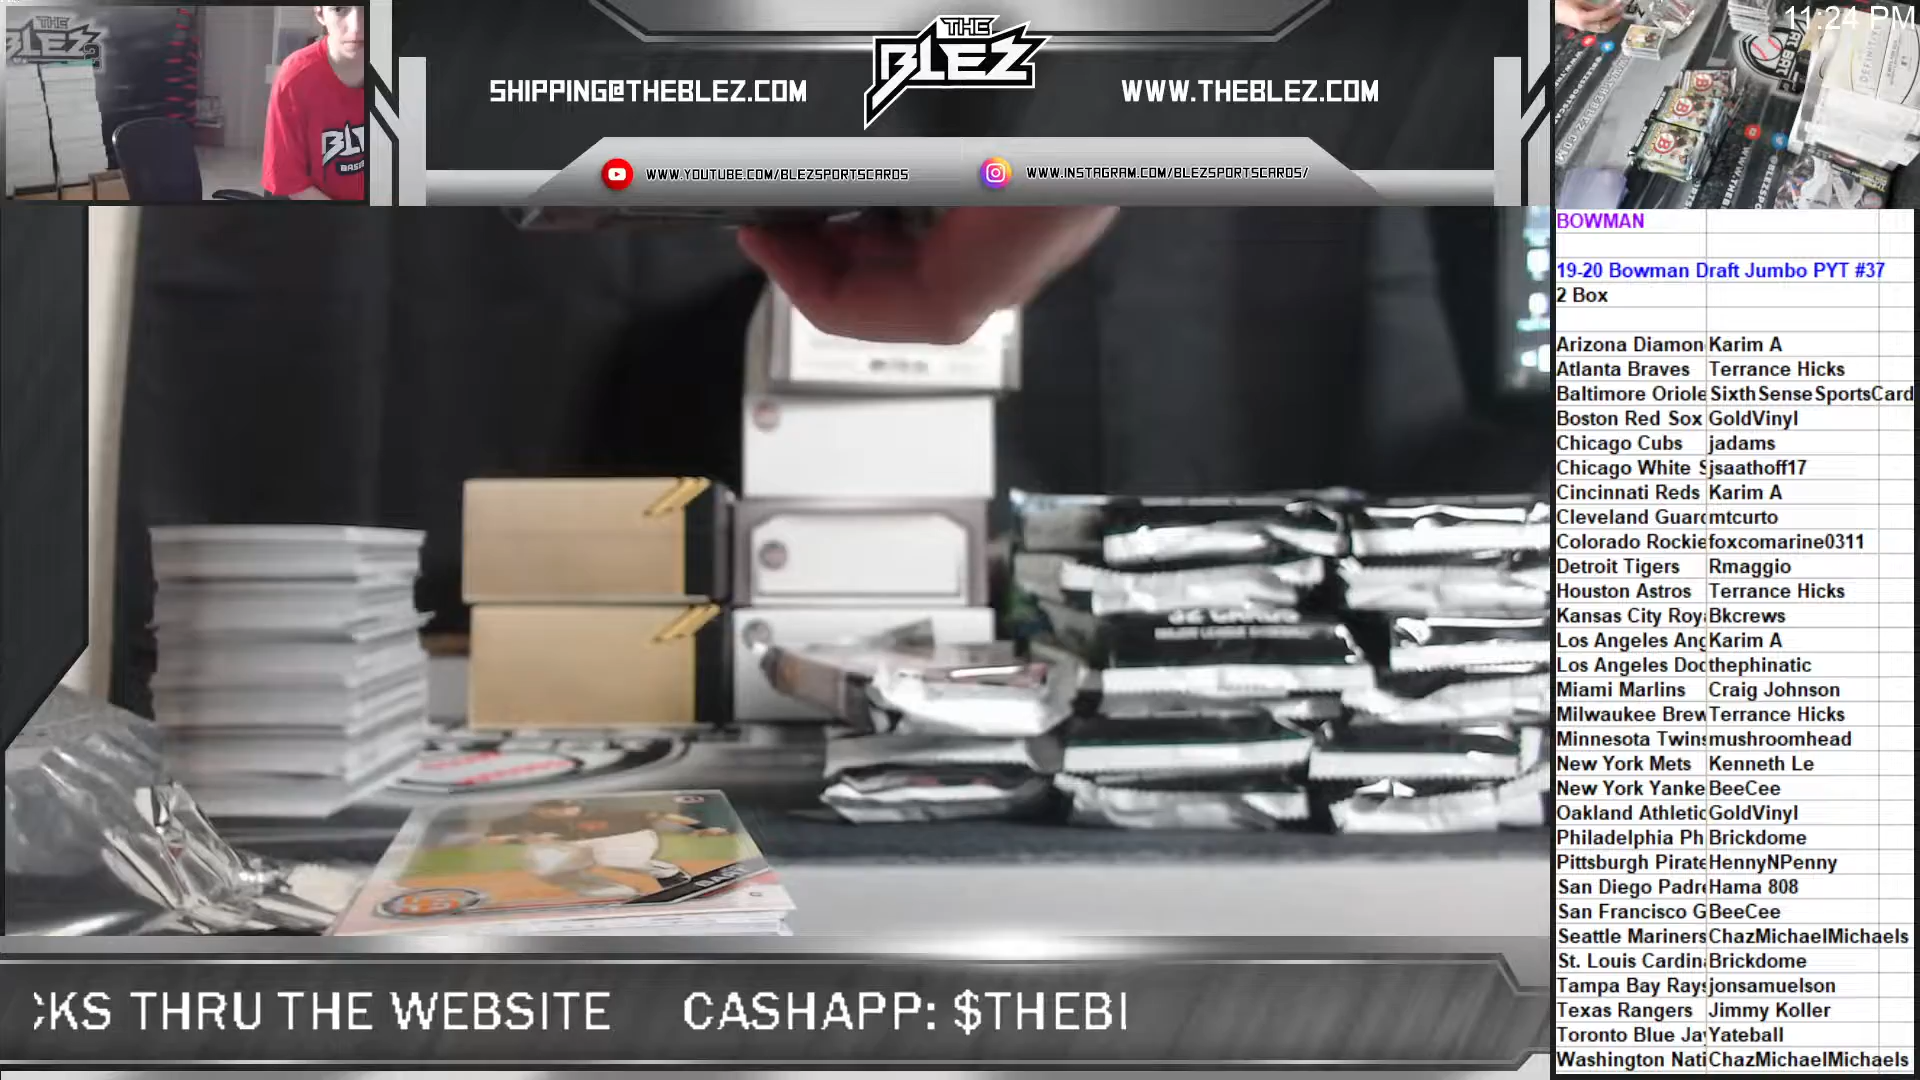 THE
BLEZ
SHIPPING@THEBLEZ.COM
WWW.THEBLEZ.COM
WWW.YOUTUBE.COM/BLEZSPORTSCARDS
WWW.INSTAGRAM.COM/BLEZSPORTSCARDS/
11:24 PM
BOWMAN
19-20 Bowman Draft Jumbo PYT #37
2 Box
Arizona Diamon Karim A
Atlanta Braves Terrance Hicks
Baltimore Oriole SixthSenseSportsCard
Boston Red Sox GoldVinyl
Chicago Cubs jadams
Chicago White S jsaathoff17
Cincinnati Reds Karim A
Cleveland Guard mtcurto
Colorado Rockie foxcomarine0311
Detroit Tigers Rmaggio
Houston Astros Terrance Hicks
Kansas City Roy Bkcrews
Los Angeles Ang Karim A
Los Angeles Dod thephinatic
Miami Marlins Craig Johnson
Milwaukee Brew Terrance Hicks
Minnesota Twins mushroomhead
New York Mets Kenneth Le
New York Yanke BeeCee
Oakland Athletic GoldVinyl
Philadelphia Ph Brickdome
Pittsburgh Pirate HennyNPenny
San Diego Padre Hama 808
San Francisco G BeeCee
Seattle Mariners ChazMichaelMichaels
St. Louis Cardin Brickdome
Tampa Bay Rays jonsamuelson
Texas Rangers Jimmy Koller
Toronto Blue Jay Yateball
Washington Nati ChazMichaelMichaels
CKS THRU THE WEBSITE CASHAPP: $THEBL